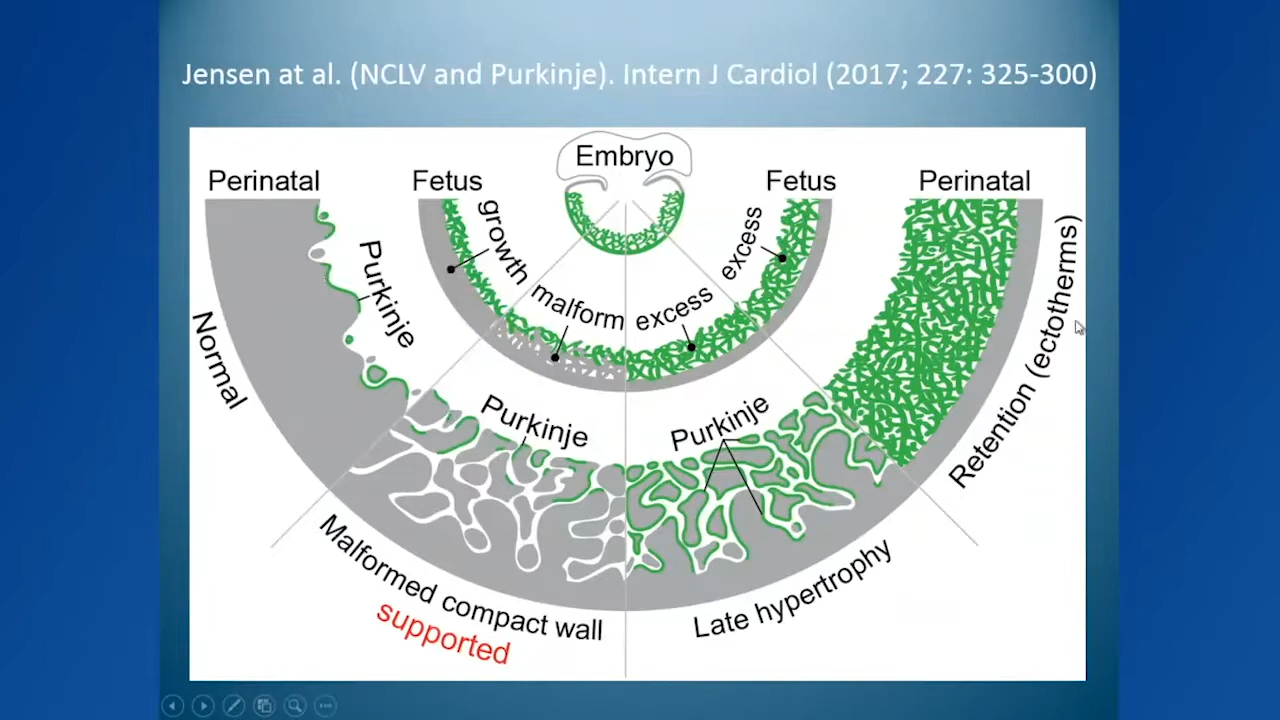 Jensen at al. (NCLV and Purkinje). Intern J Cardiol (2017; 227: 325-300)
Embryo
Perinatal
Fetus
Fetus
Perinatal
growth
malform
excess
excess
Purkinje
Purkinje
Purkinje
Normal
Malformed compact wall
supported
Late hypertrophy
Retention (ectotherms)